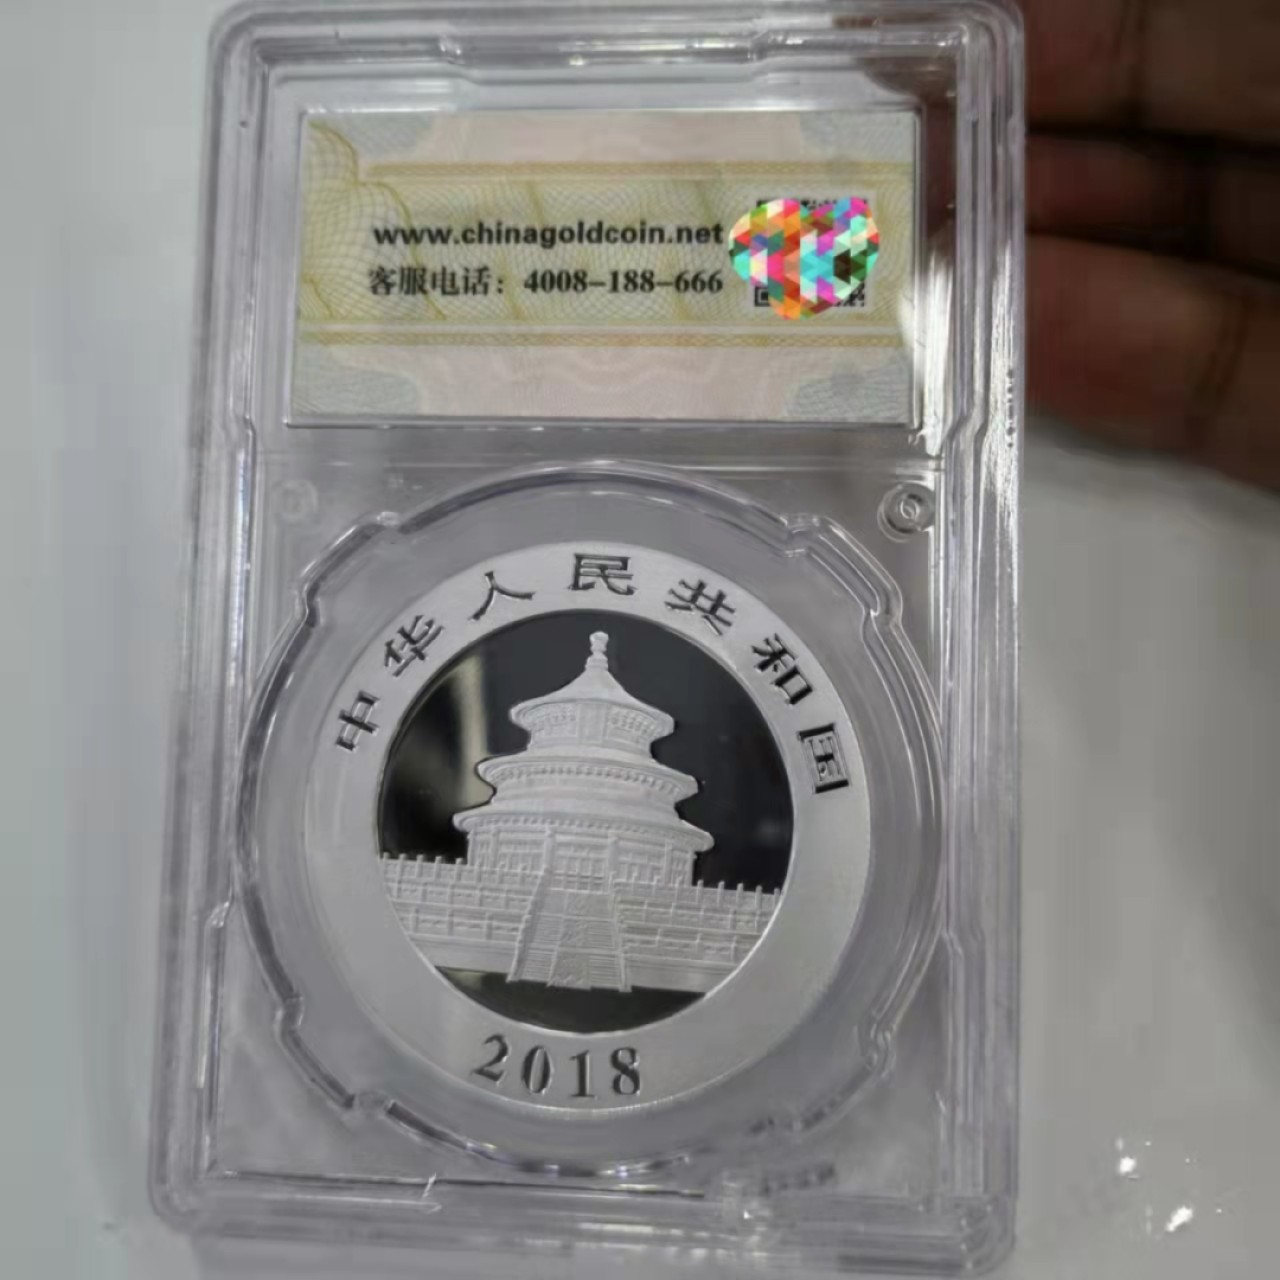 www.chinagoldcoin.net
客服电话：4008-188-666
中华人民共和国
2018